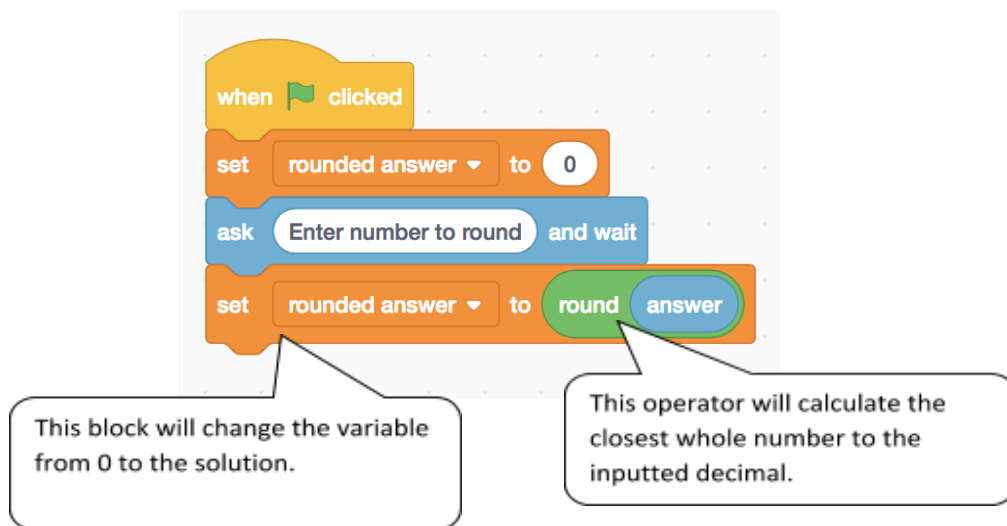 when clicked
set rounded answer to 0
ask Enter number to round and wait
set rounded answer to round answer
This block will change the variable
from 0 to the solution.
This operator will calculate the
closest whole number to the
inputted decimal.